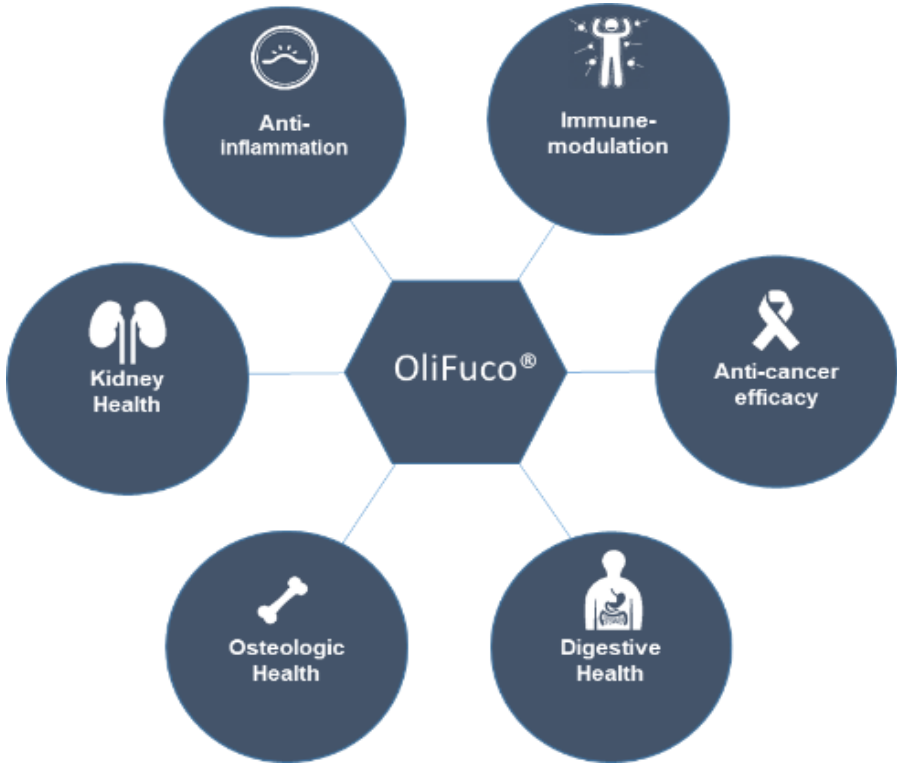 Anti-
inflammation
Immune-
modulation
Kidney
Health
OliFuco®
Anti-cancer
efficacy
Osteologic
Health
Digestive
Health